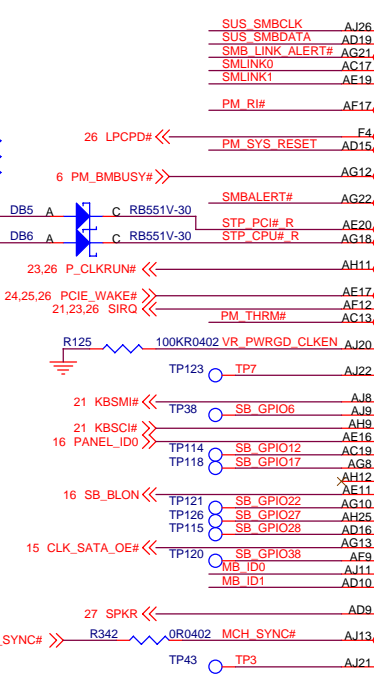 SUS_SMBCLK AJ26
SUS_SMBDATA AD19
SMB_LINK_ALERT# AG21
SMLINK0 AC17
SMLINK1 AE19
PM_RI# AF17
26 LPCPD# F4
PM_SYS_RESET AD15
6 PM_BMBUSY# AG12
SMBALERT# AG22
DB5 A C RB551V-30 STP_PCI#_R AE20
DB6 A C RB551V-30 STP_CPU#_R AG18
23,26 P_CLKRUN# AH11
24,25,26 PCIE_WAKE# AE17
21,23,26 SIRQ AF12
PM_THRM# AC13
R125 100KR0402 VR_PWRGD_CLKEN AJ20
TP123 TP7 AJ22
21 KBSMI# AJ8
TP38 SB_GPIO6 AJ9
21 KBSCI# AH9
16 PANEL_ID0 AE16
TP114 SB_GPIO12 AC19
TP118 SB_GPIO17 AG8
AH12
16 SB_BLON AE11
TP121 SB_GPIO22 AG10
TP126 SB_GPIO27 AH25
TP115 SB_GPIO28 AD16
15 CLK_SATA_OE# AG13
TP120 SB_GPIO38 AF9
MB_ID0 AJ11
MB_ID1 AD10
27 SPKR AD9
_SYNC# R342 0R0402 MCH_SYNC# AJ13
TP43 TP3 AJ21